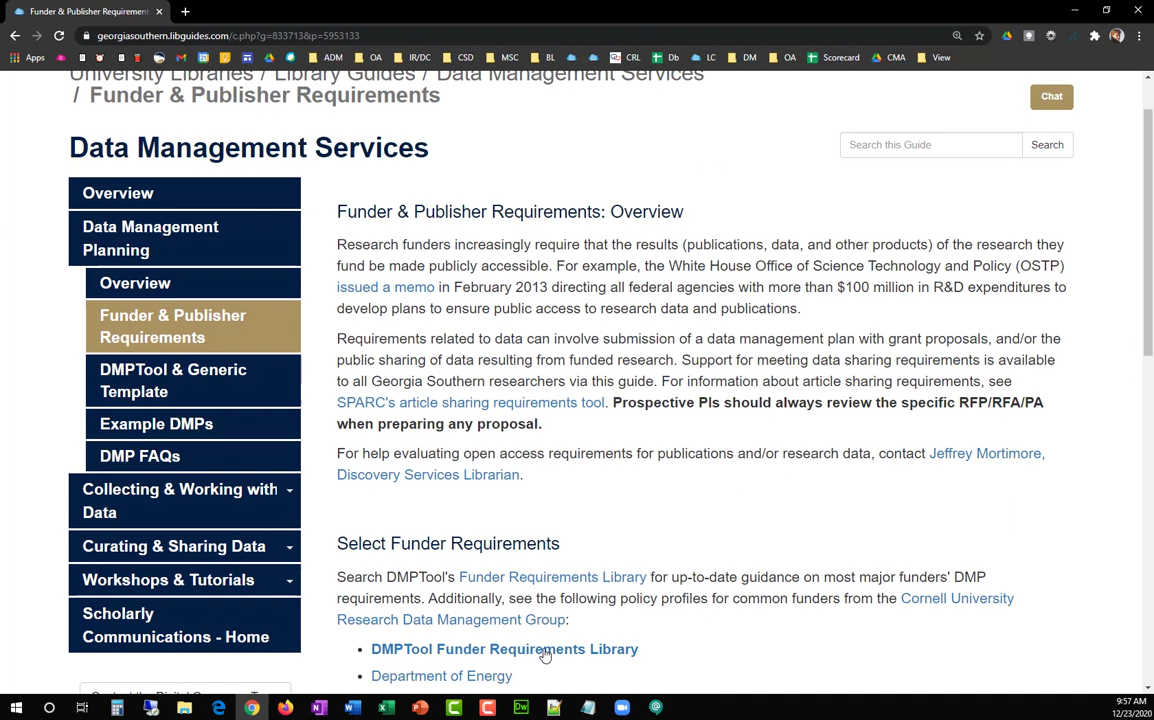 Funder & Publisher Requirement
georgiasouthern.libguides.com/c.php?g=833713&p=5953133
Apps
ADM
OA
IR/DC
CSD
MSC
BL
CRL
Db
LC
DM
OA
Scorecard
CMA
View
University Libraries / Library Guides / Data Management Services
/ Funder & Publisher Requirements
Chat
Data Management Services
Search this Guide
Search
Overview
Data Management
Planning
Overview
Funder & Publisher
Requirements
DMPTool & Generic
Template
Example DMPs
DMP FAQs
Collecting & Working with
Data
Curating & Sharing Data
Workshops & Tutorials
Scholarly
Communications - Home
Funder & Publisher Requirements: Overview
Research funders increasingly require that the results (publications, data, and other products) of the research they
fund be made publicly accessible. For example, the White House Office of Science Technology and Policy (OSTP)
issued a memo in February 2013 directing all federal agencies with more than $100 million in R&D expenditures to
develop plans to ensure public access to research data and publications.
Requirements related to data can involve submission of a data management plan with grant proposals, and/or the
public sharing of data resulting from funded research. Support for meeting data sharing requirements is available
to all Georgia Southern researchers via this guide. For information about article sharing requirements, see
SPARC's article sharing requirements tool. Prospective PIs should always review the specific RFP/RFA/PA
when preparing any proposal.
For help evaluating open access requirements for publications and/or research data, contact Jeffrey Mortimore,
Discovery Services Librarian.
Select Funder Requirements
Search DMPTool's Funder Requirements Library for up-to-date guidance on most major funders' DMP
requirements. Additionally, see the following policy profiles for common funders from the Cornell University
Research Data Management Group:
• DMPTool Funder Requirements Library
• Department of Energy
9:57 AM
12/23/2020